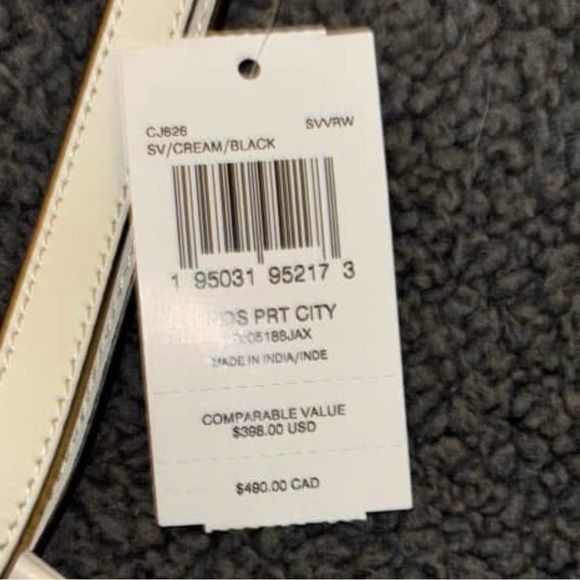 CJ626 SVVRW
SV/CREAM/BLACK
1 95031 95217 3
PRT CITY
MADE IN INDIA/INDE
COMPARABLE VALUE
$398.00 USD
$490.00 CAD